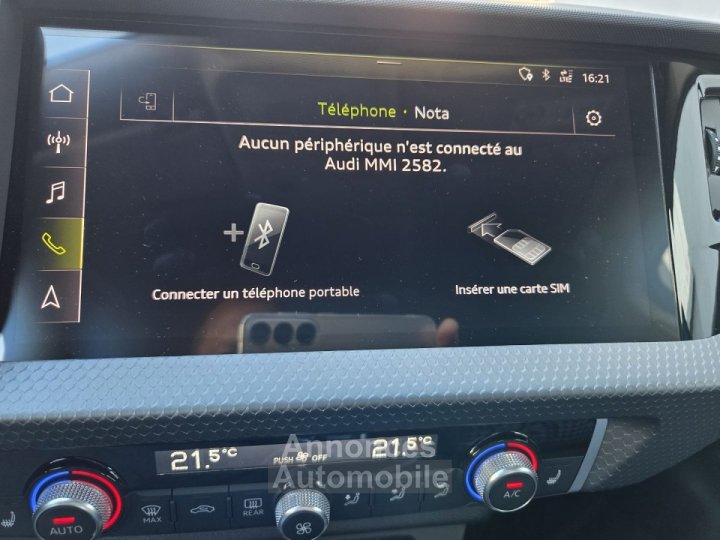 16:21
Téléphone · Nota
Aucun périphérique n'est connecté au
Audi MMI 2582.
Connecter un téléphone portable
Insérer une carte SIM
21.5°C
PUSH OFF
21.5°C
AUTO
MAX
REAR
A/C
Annonces
Automobile